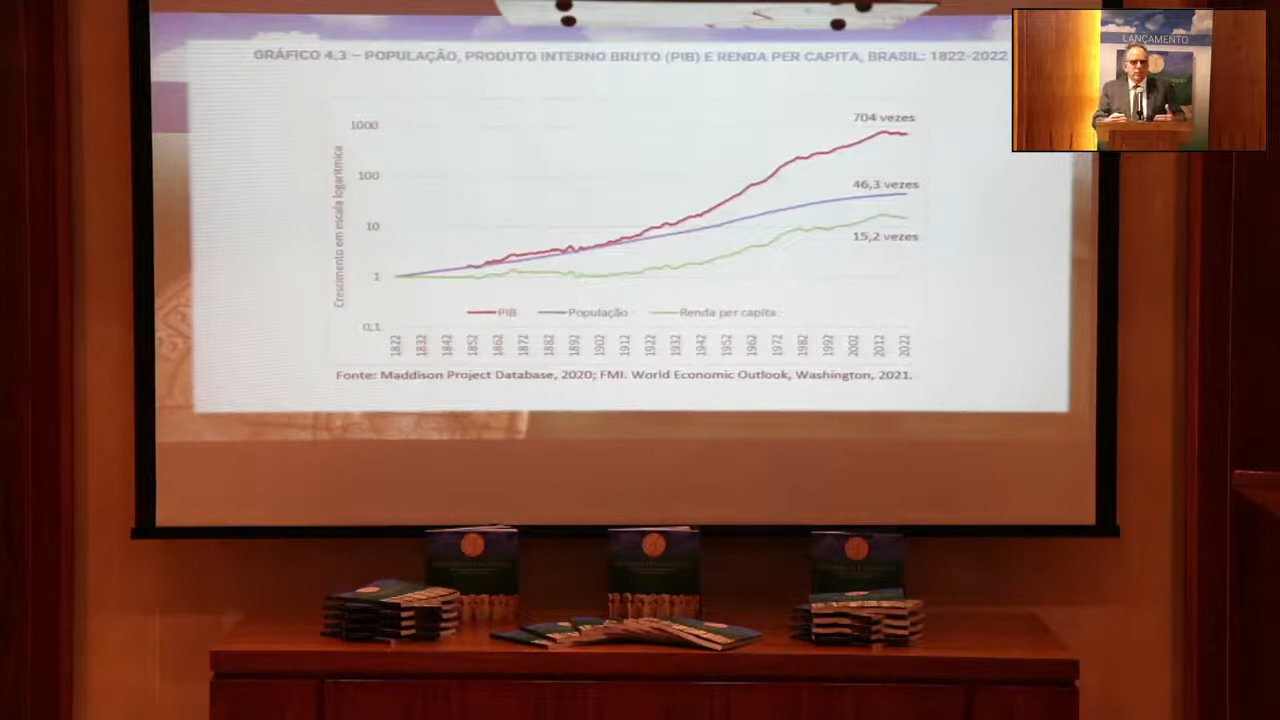 GRÁFICO 4.3 – POPULAÇÃO, PRODUTO INTERNO BRUTO (PIB) E RENDA PER CAPITA, BRASIL: 1822-2022
LANÇAMENTO
Crescimento em escala logarítmica
1000
100
10
1
0,1
704 vezes
46,3 vezes
15,2 vezes
PIB População Renda per capita
1822 1832 1842 1852 1862 1872 1882 1892 1902 1912 1922 1932 1942 1952 1962 1972 1982 1992 2002 2012 2022
Fonte: Maddison Project Database, 2020; FMI. World Economic Outlook, Washington, 2021.